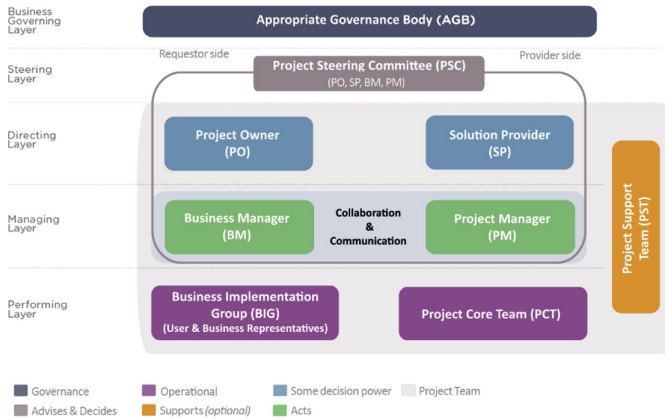 Business
Governing
Layer
Appropriate Governance Body (AGB)
Requestor side
Provider side
Steering
Layer
Project Steering Committee (PSC)
(PO, SP, BM, PM)
Directing
Layer
Project Owner
(PO)
Solution Provider
(SP)
Managing
Layer
Business Manager
(BM)
Collaboration
&
Communication
Project Manager
(PM)
Project Support
Team (PST)
Performing
Layer
Business Implementation
Group (BIG)
(User & Business Representatives)
Project Core Team (PCT)
Governance
Operational
Some decision power
Project Team
Advises & Decides
Supports (optional)
Acts